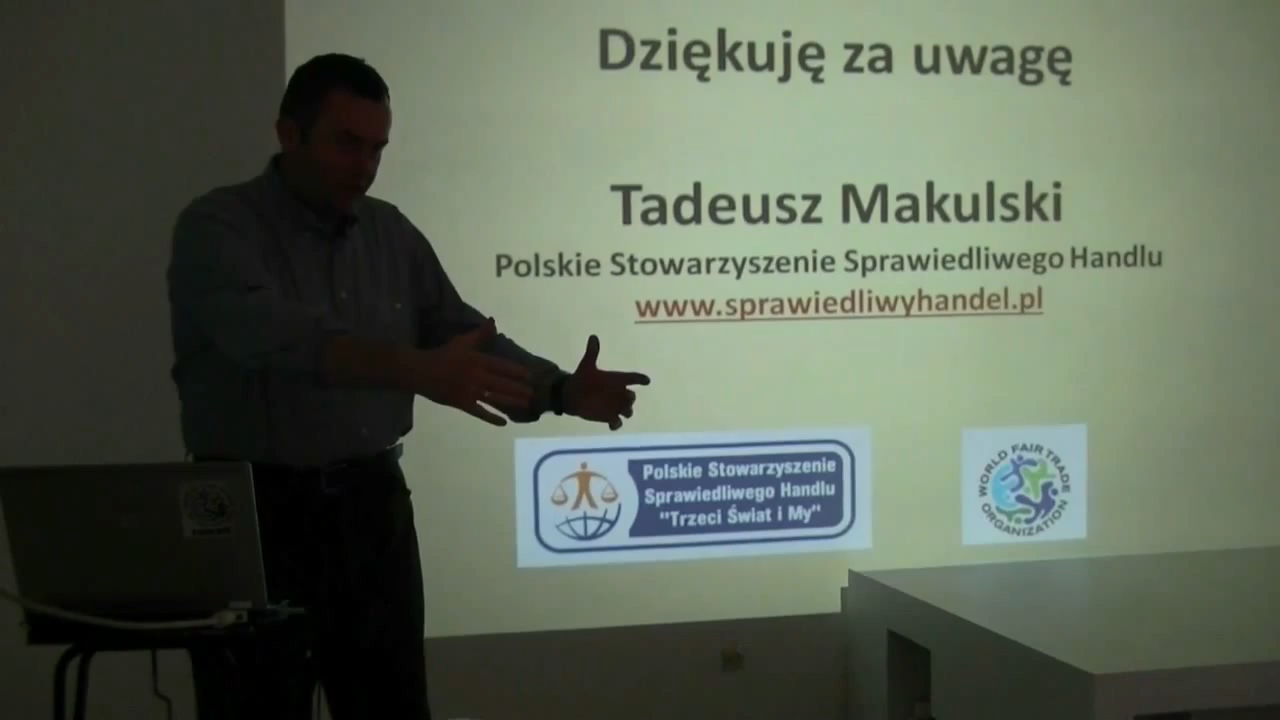 Dziękuję za uwagę
Tadeusz Makulski
Polskie Stowarzyszenie Sprawiedliwego Handlu
www.sprawiedliwyhandel.pl
Polskie Stowarzyszenie
Sprawiedliwego Handlu
"Trzeci Świat i My"
WORLD FAIR TRADE
ORGANIZATION